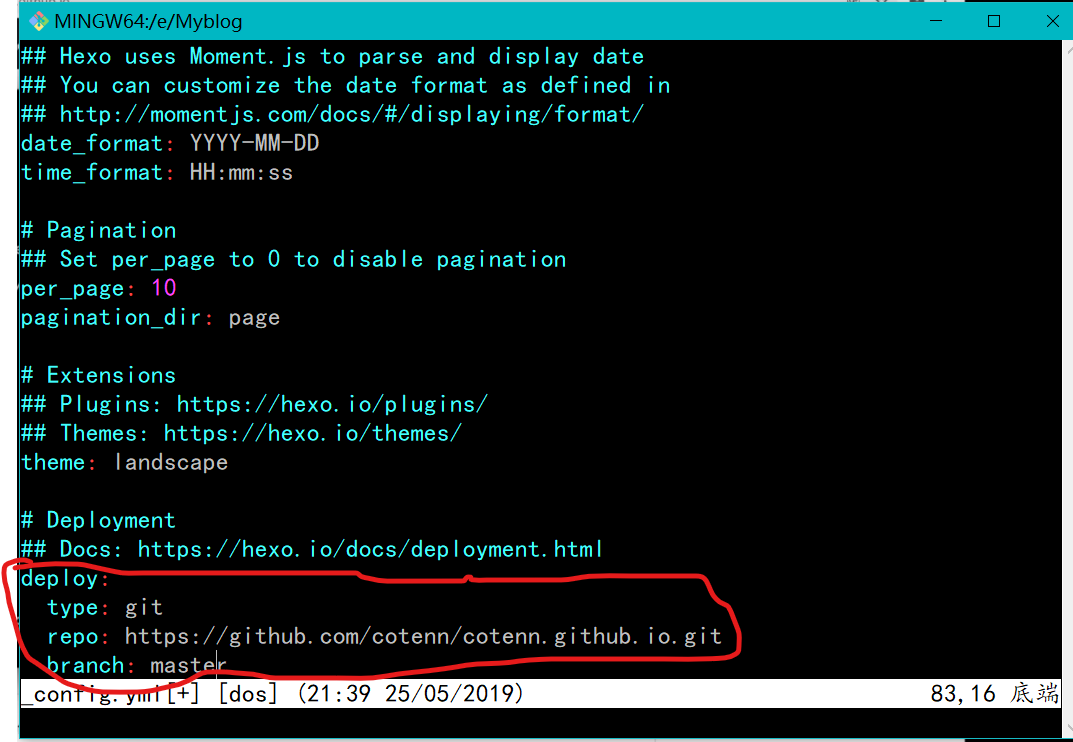 MINGW64:/e/Myblog
## Hexo uses Moment.js to parse and display date
## You can customize the date format as defined in
## http://momentjs.com/docs/#/displaying/format/
date_format: YYYY-MM-DD
time_format: HH:mm:ss
# Pagination
## Set per_page to 0 to disable pagination
per_page: 10
pagination_dir: page
# Extensions
## Plugins: https://hexo.io/plugins/
## Themes: https://hexo.io/themes/
theme: landscape
# Deployment
## Docs: https://hexo.io/docs/deployment.html
deploy:
  type: git
  repo: https://github.com/cotenn/cotenn.github.io.git
  branch: master
_config.yml[+] [dos] (21:39 25/05/2019) 83,16 底端